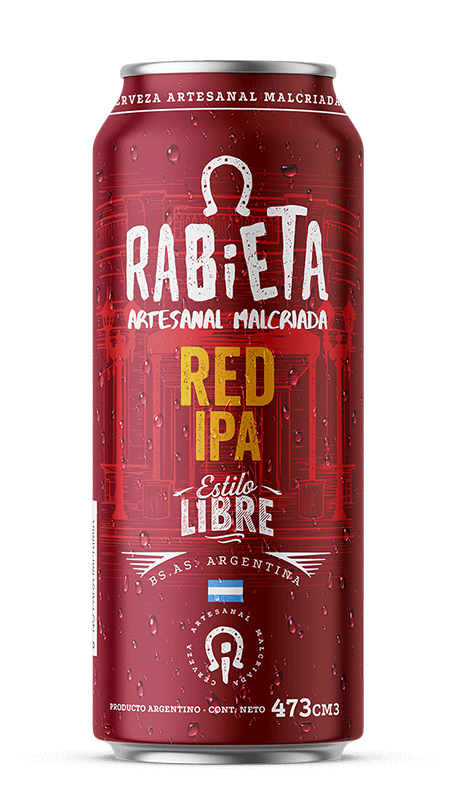 CERVEZA ARTESANAL MALCRIADA
RABiETA
ARTESANAL MALCRIADA
RED
IPA
Estilo
LIBRE
BS.AS. ARGENTINA
CERVEZA ARTESANAL MALCRIADA
PRODUCTO ARGENTINO - CONT. NETO 473CM3